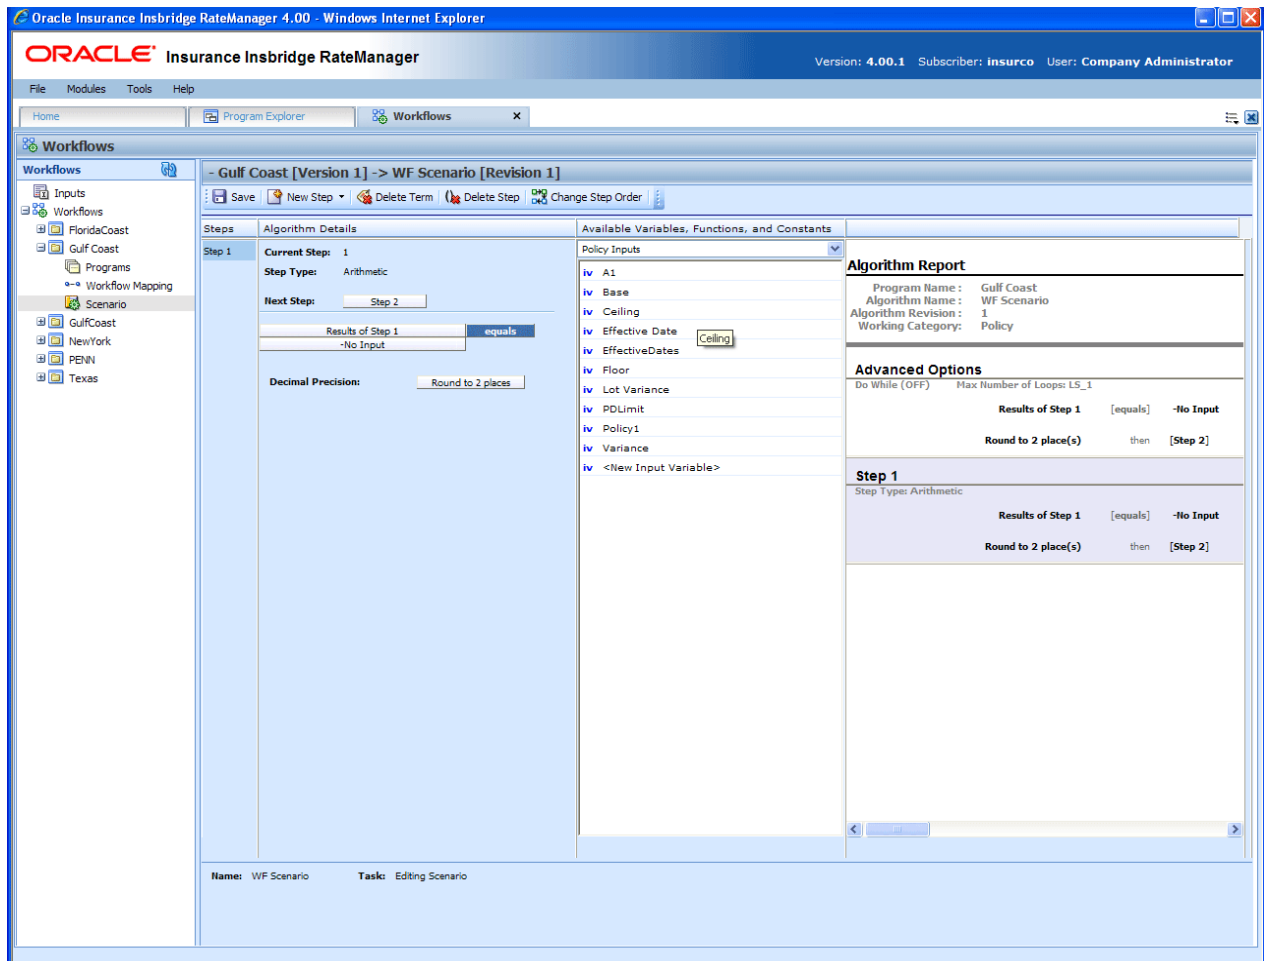 Oracle Insurance Insbridge RateManager 4.00 - Windows Internet Explorer
ORACLE Insurance Insbridge RateManager
Version: 4.00.1 Subscriber: insurco User: Company Administrator
File Modules Tools Help
Home Program Explorer Workflows
Workflows
Workflows
Inputs
Workflows
FloridaCoast
Gulf Coast
Programs
Workflow Mapping
Scenario
GulfCoast
NewYork
PENN
Texas
- Gulf Coast [Version 1] -> WF Scenario [Revision 1]
Save New Step Delete Term Delete Step Change Step Order
Steps Algorithm Details Available Variables, Functions, and Constants
Step 1
Current Step: 1
Step Type: Arithmetic
Next Step: Step 2
Results of Step 1 equals
-No Input
Decimal Precision: Round to 2 places
Policy Inputs
iv A1
iv Base
iv Ceiling
iv Effective Date
Ceiling
iv EffectiveDates
iv Floor
iv Lot Variance
iv PDLimit
iv Policy1
iv Variance
iv <New Input Variable>
Algorithm Report
Program Name : Gulf Coast
Algorithm Name : WF Scenario
Algorithm Revision : 1
Working Category: Policy
Advanced Options
Do While (OFF) Max Number of Loops: LS_1
Results of Step 1 [equals] -No Input
Round to 2 place(s) then [Step 2]
Step 1
Step Type: Arithmetic
Results of Step 1 [equals] -No Input
Round to 2 place(s) then [Step 2]
Name: WF Scenario Task: Editing Scenario